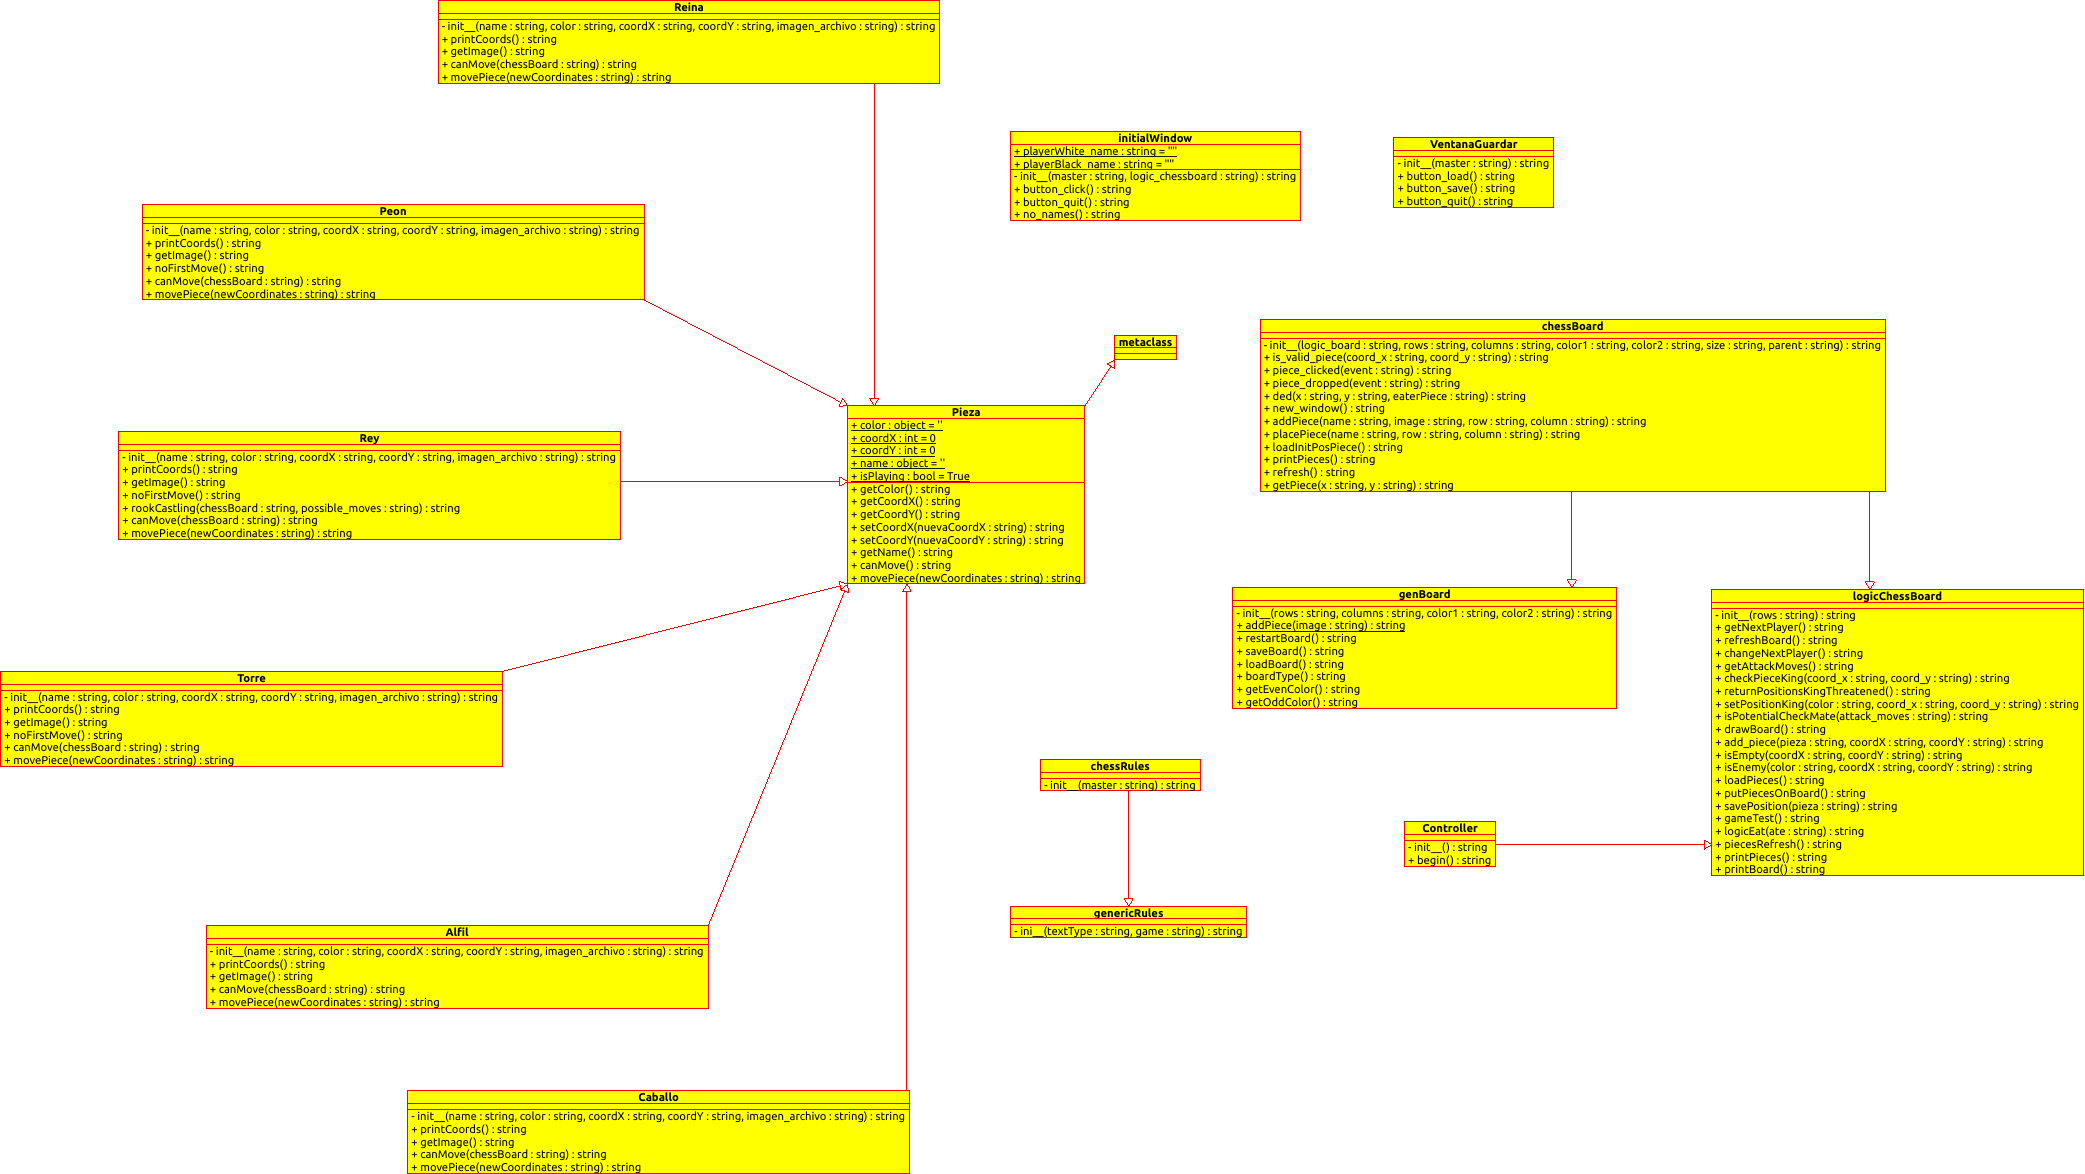 Reina
- init__(name : string, color : string, coordX : string, coordY : string, imagen_archivo : string) : string
+ printCoords() : string
+ getImage() : string
+ canMove(chessBoard : string) : string
+ movePiece(newCoordinates : string) : string
initialWindow
+ playerWhite_name : string = ""
+ playerBlack_name : string = ""
- init__(master : string, logic_chessboard : string) : string
+ button_click() : string
+ button_quit() : string
+ no_names() : string
VentanaGuardar
- init__(master : string) : string
+ button_load() : string
+ button_save() : string
+ button_quit() : string
Peon
- init__(name : string, color : string, coordX : string, coordY : string, imagen_archivo : string) : string
+ printCoords() : string
+ getImage() : string
+ noFirstMove() : string
+ canMove(chessBoard : string) : string
+ movePiece(newCoordinates : string) : string
metaclass
chessBoard
- init__(logic_board : string, rows : string, columns : string, color1 : string, color2 : string, size : string, parent : string) : string
+ is_valid_piece(coord_x : string, coord_y : string) : string
+ piece_clicked(event : string) : string
+ piece_dropped(event : string) : string
+ ded(x : string, y : string, eaterPiece : string) : string
+ new_window() : string
+ addPiece(name : string, image : string, row : string, column : string) : string
+ placePiece(name : string, row : string, column : string) : string
+ loadInitPosPiece() : string
+ printPieces() : string
+ refresh() : string
+ getPiece(x : string, y : string) : string
Pieza
+ color : object = ''
+ coordX : int = 0
+ coordY : int = 0
+ name : object = ''
+ isPlaying : bool = True
+ getColor() : string
+ getCoordX() : string
+ getCoordY() : string
+ setCoordX(nuevaCoordX : string) : string
+ setCoordY(nuevaCoordY : string) : string
+ getName() : string
+ canMove() : string
+ movePiece(newCoordinates : string) : string
Rey
- init__(name : string, color : string, coordX : string, coordY : string, imagen_archivo : string) : string
+ printCoords() : string
+ getImage() : string
+ noFirstMove() : string
+ rookCastling(chessBoard : string, possible_moves : string) : string
+ canMove(chessBoard : string) : string
+ movePiece(newCoordinates : string) : string
genBoard
- init__(rows : string, columns : string, color1 : string, color2 : string) : string
+ addPiece(image : string) : string
+ restartBoard() : string
+ saveBoard() : string
+ loadBoard() : string
+ boardType() : string
+ getEvenColor() : string
+ getOddColor() : string
logicChessBoard
- init__(rows : string) : string
+ getNextPlayer() : string
+ refreshBoard() : string
+ changeNextPlayer() : string
+ getAttackMoves() : string
+ checkPieceKing(coord_x : string, coord_y : string) : string
+ returnPositionsKingThreatened() : string
+ setPositionKing(color : string, coord_x : string, coord_y : string) : string
+ isPotentialCheckMate(attack_moves : string) : string
+ drawBoard() : string
+ add_piece(pieza : string, coordX : string, coordY : string) : string
+ isEmpty(coordX : string, coordY : string) : string
+ isEnemy(color : string, coordX : string, coordY : string) : string
+ loadPieces() : string
+ putPiecesOnBoard() : string
+ savePosition(pieza : string) : string
+ gameTest() : string
+ logicEat(ate : string) : string
+ piecesRefresh() : string
+ printPieces() : string
+ printBoard() : string
Torre
- init__(name : string, color : string, coordX : string, coordY : string, imagen_archivo : string) : string
+ printCoords() : string
+ getImage() : string
+ noFirstMove() : string
+ canMove(chessBoard : string) : string
+ movePiece(newCoordinates : string) : string
chessRules
- init__(master : string) : string
Controller
- init__() : string
+ begin() : string
genericRules
- ini__(textType : string, game : string) : string
Alfil
- init__(name : string, color : string, coordX : string, coordY : string, imagen_archivo : string) : string
+ printCoords() : string
+ getImage() : string
+ canMove(chessBoard : string) : string
+ movePiece(newCoordinates : string) : string
Caballo
- init__(name : string, color : string, coordX : string, coordY : string, imagen_archivo : string) : string
+ printCoords() : string
+ getImage() : string
+ canMove(chessBoard : string) : string
+ movePiece(newCoordinates : string) : string